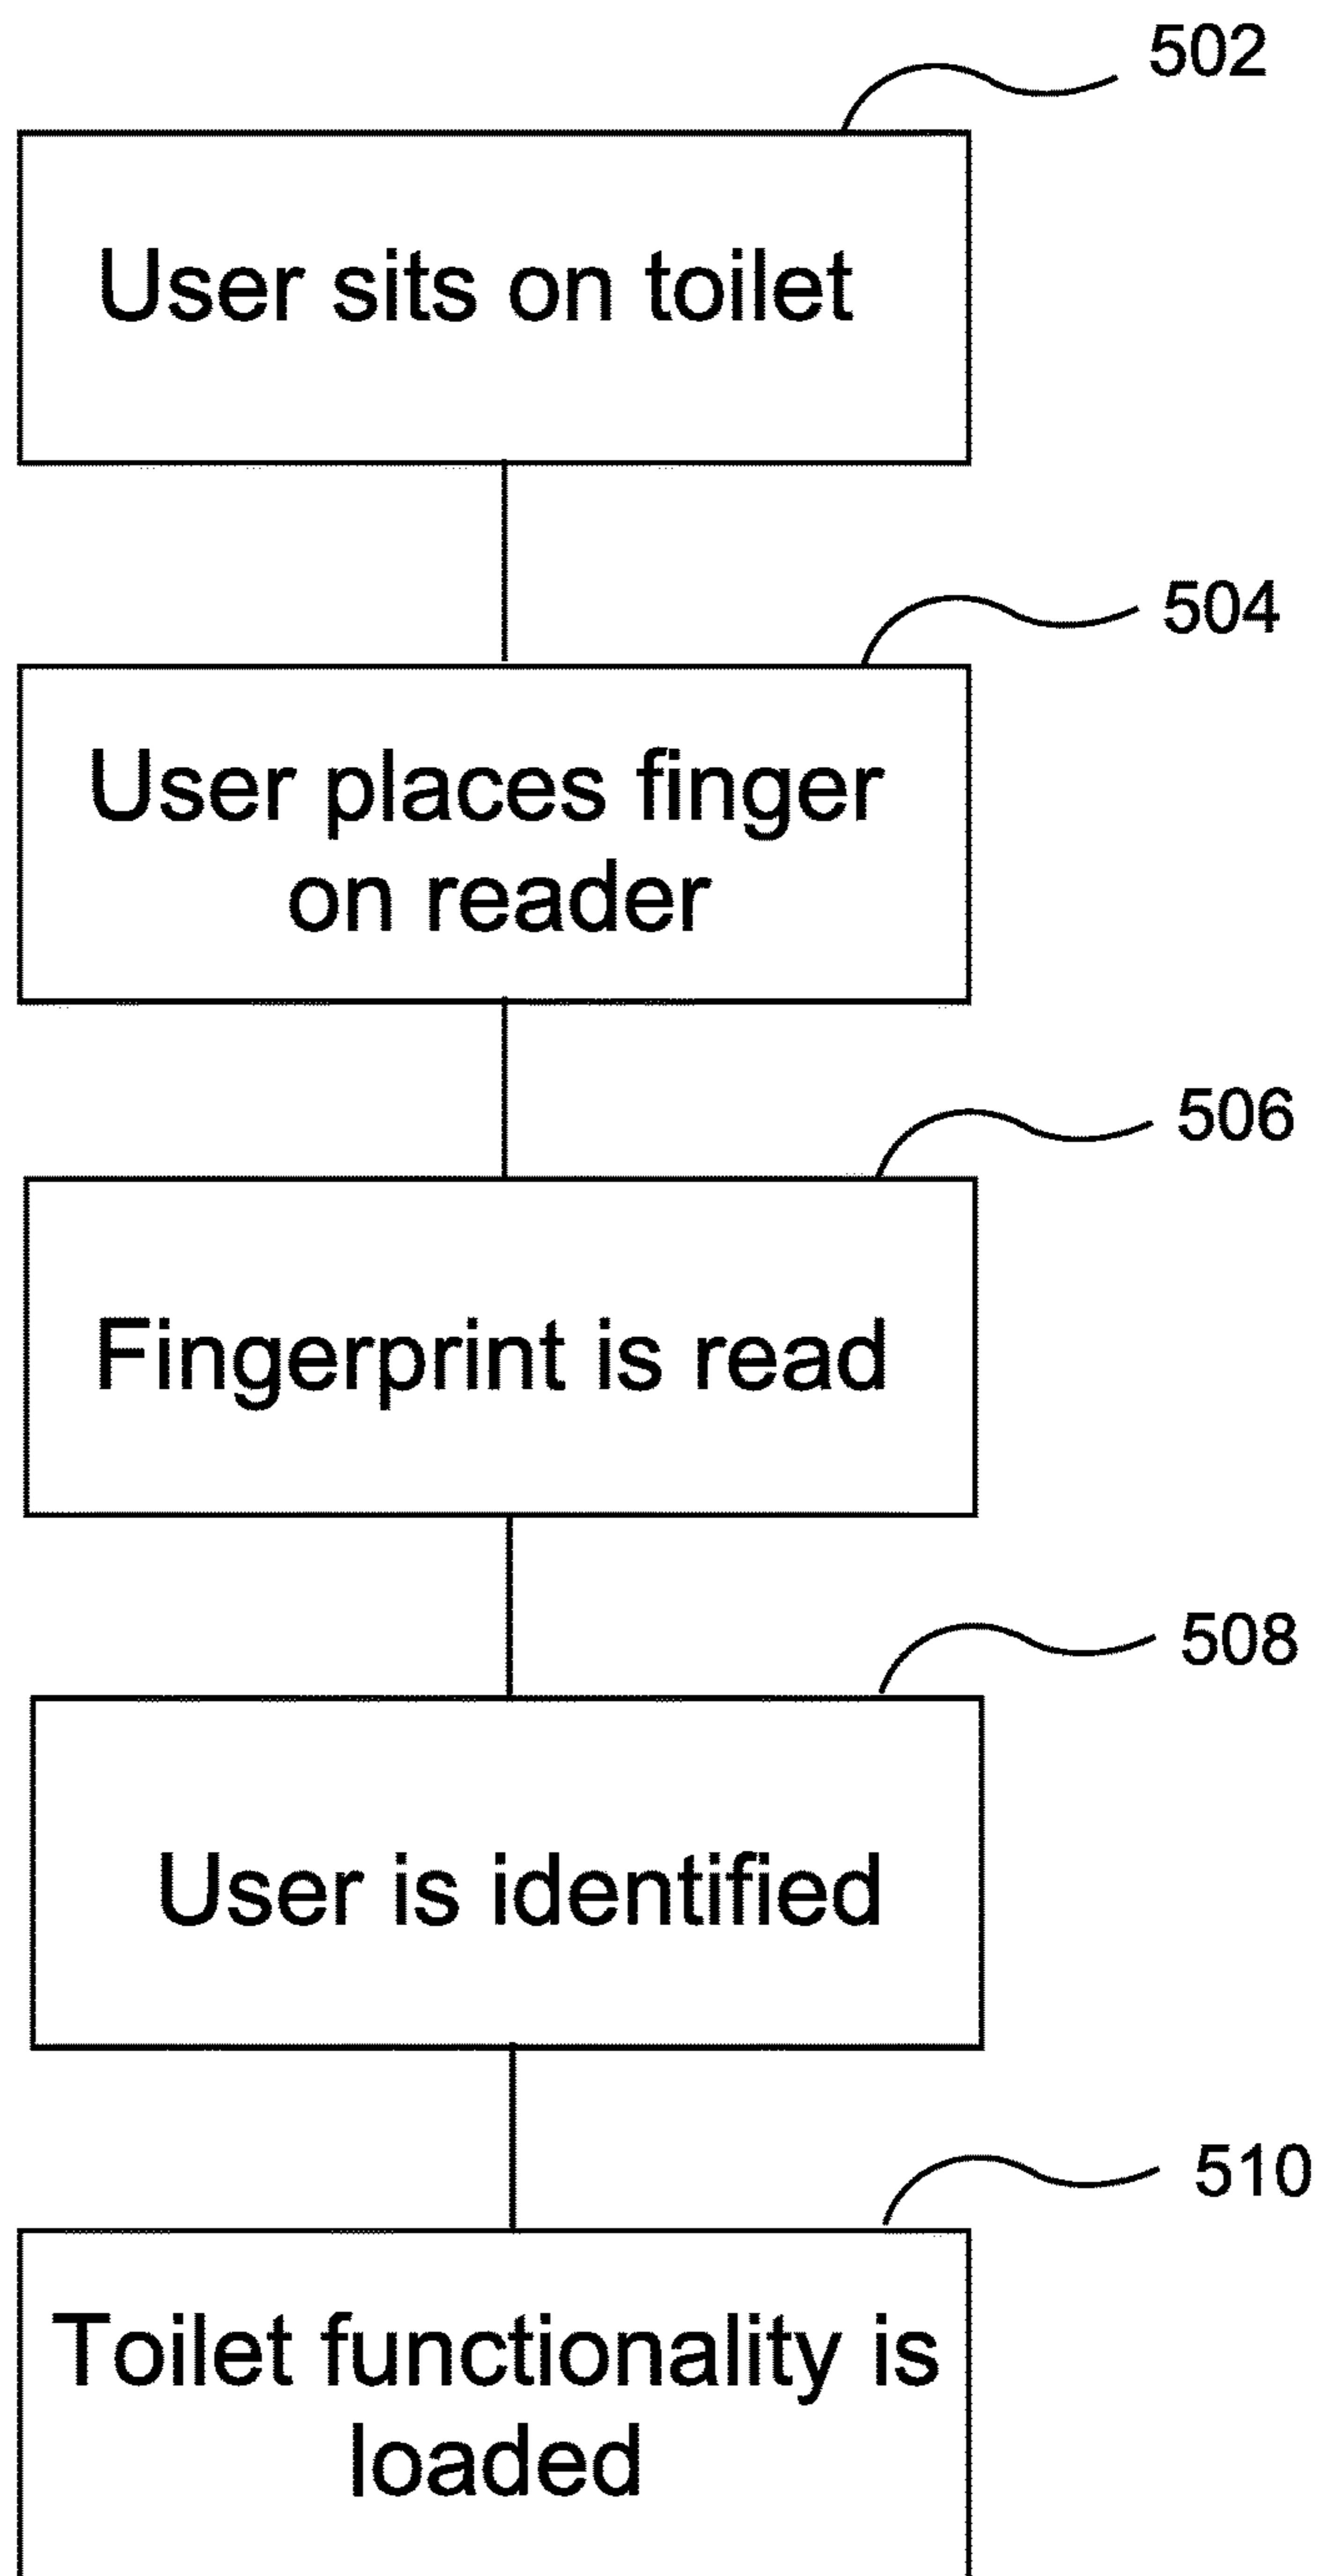 502
User sits on toilet
504
User places finger
on reader
506
Fingerprint is read
508
User is identified
510
Toilet functionality is
loaded